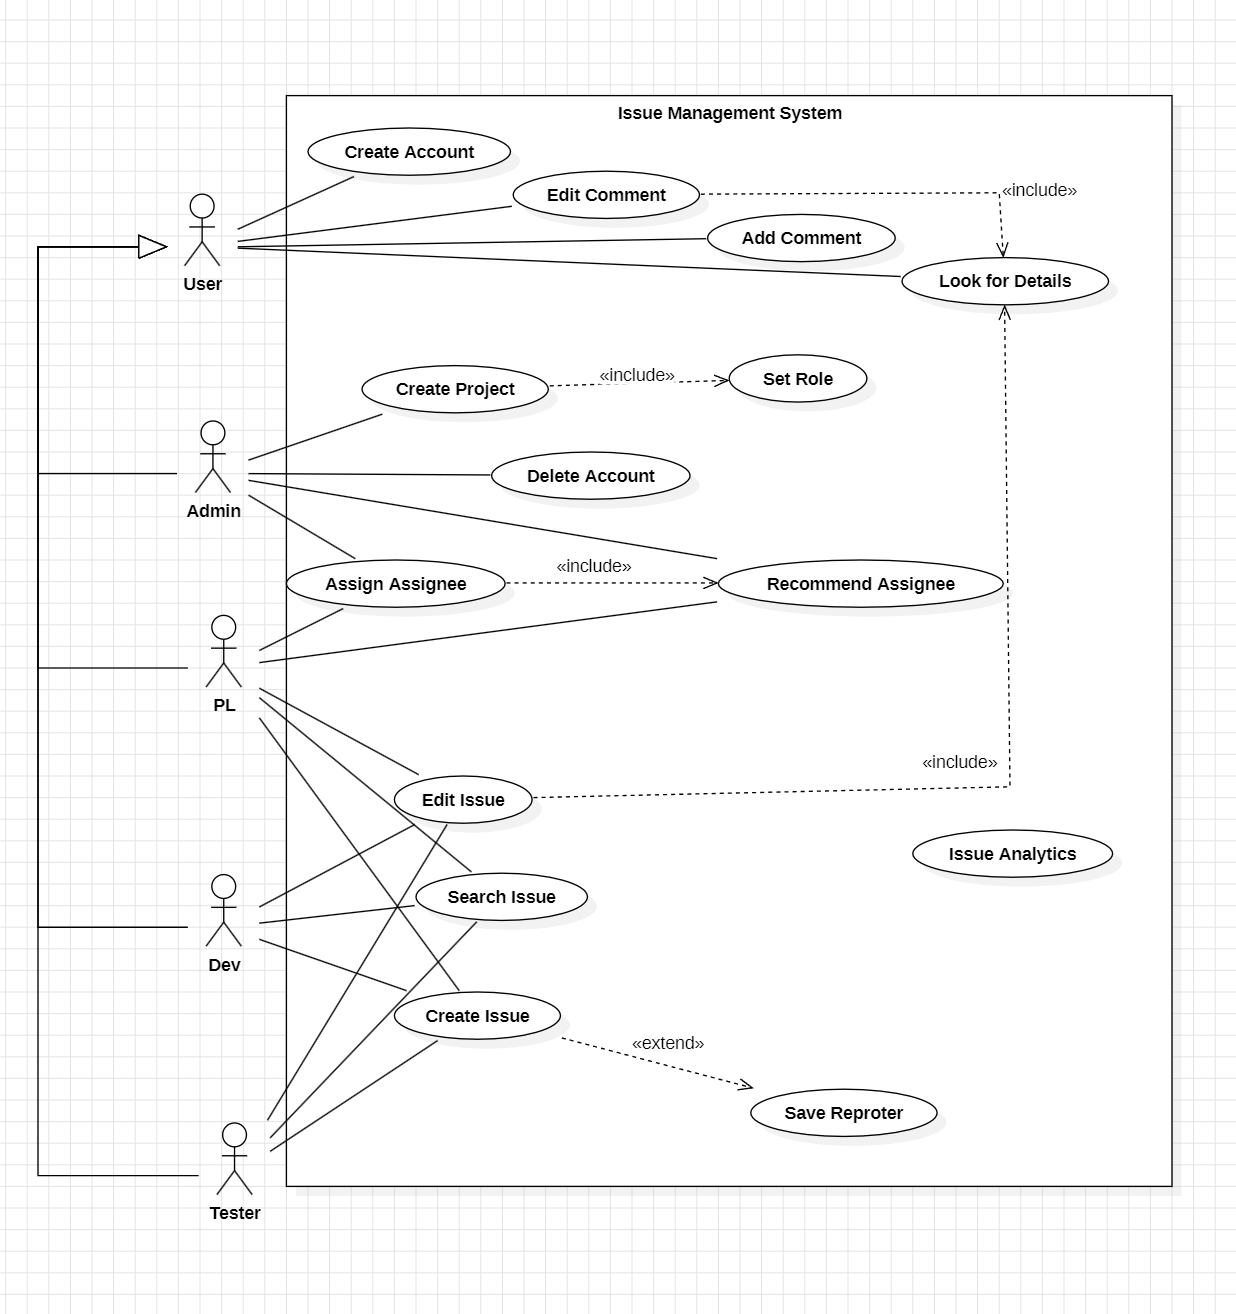 Issue Management System
Create Account
Edit Comment
«include»
Add Comment
Look for Details
User
Create Project
«include»
Set Role
Delete Account
Admin
Assign Assignee
«include»
Recommend Assignee
PL
«include»
Edit Issue
Issue Analytics
Search Issue
Dev
Create Issue
«extend»
Save Reproter
Tester